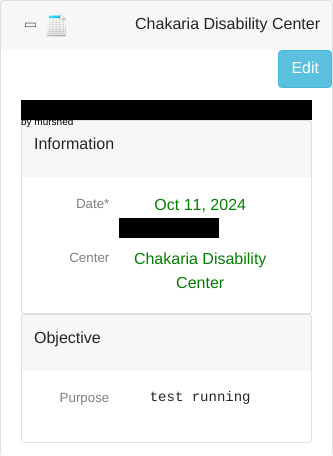 Chakaria Disability Center
Edit
by murshed
Information
Date* Oct 11, 2024
Center Chakaria Disability
Center
Objective
Purpose test running